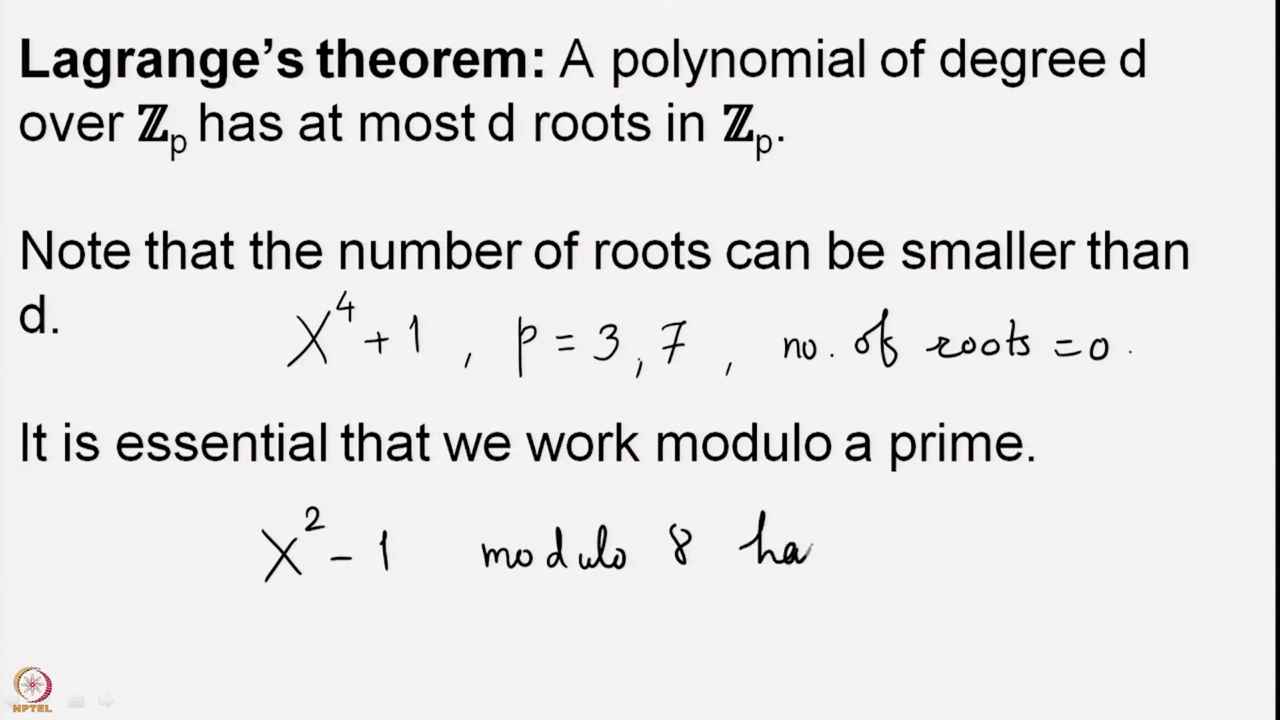 Lagrange's theorem: A polynomial of degree d
over ℤp has at most d roots in ℤp.
Note that the number of roots can be smaller than
d.
X⁴ + 1 , p = 3, 7 , no. of roots = 0.
It is essential that we work modulo a prime.
X² - 1 modulo 8 ha
NPTEL